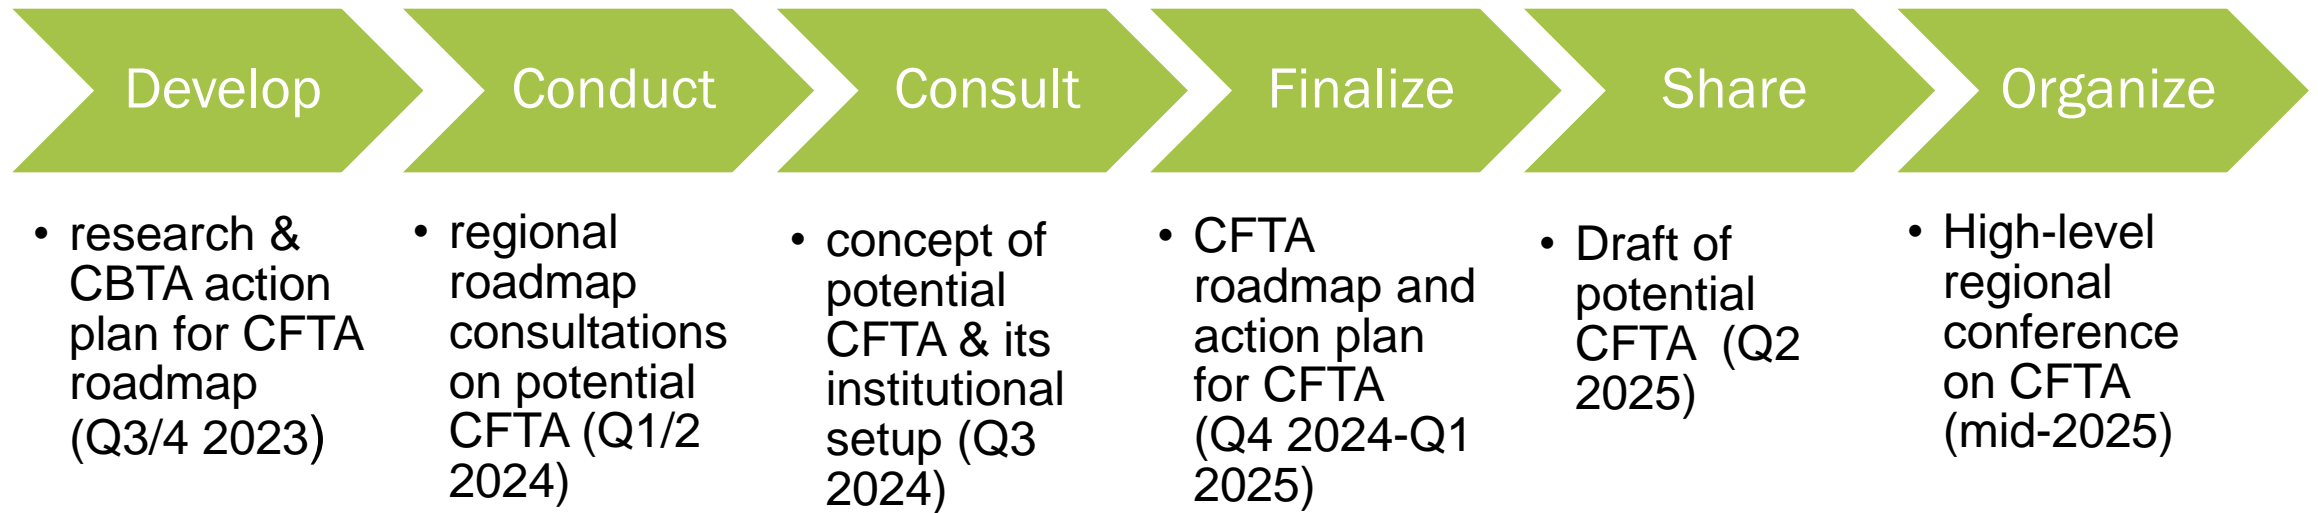 Develop
Conduct
Consult
Finalize
Share
Organize
• research &
CBTA action
plan for CFTA
roadmap
(Q3/4 2023)
• regional
roadmap
consultations
on potential
CFTA (Q1/2
2024)
• concept of
potential
CFTA & its
institutional
setup (Q3
2024)
• CFTA
roadmap and
action plan
for CFTA
(Q4 2024-Q1
2025)
• Draft of
potential
CFTA (Q2
2025)
• High-level
regional
conference
on CFTA
(mid-2025)